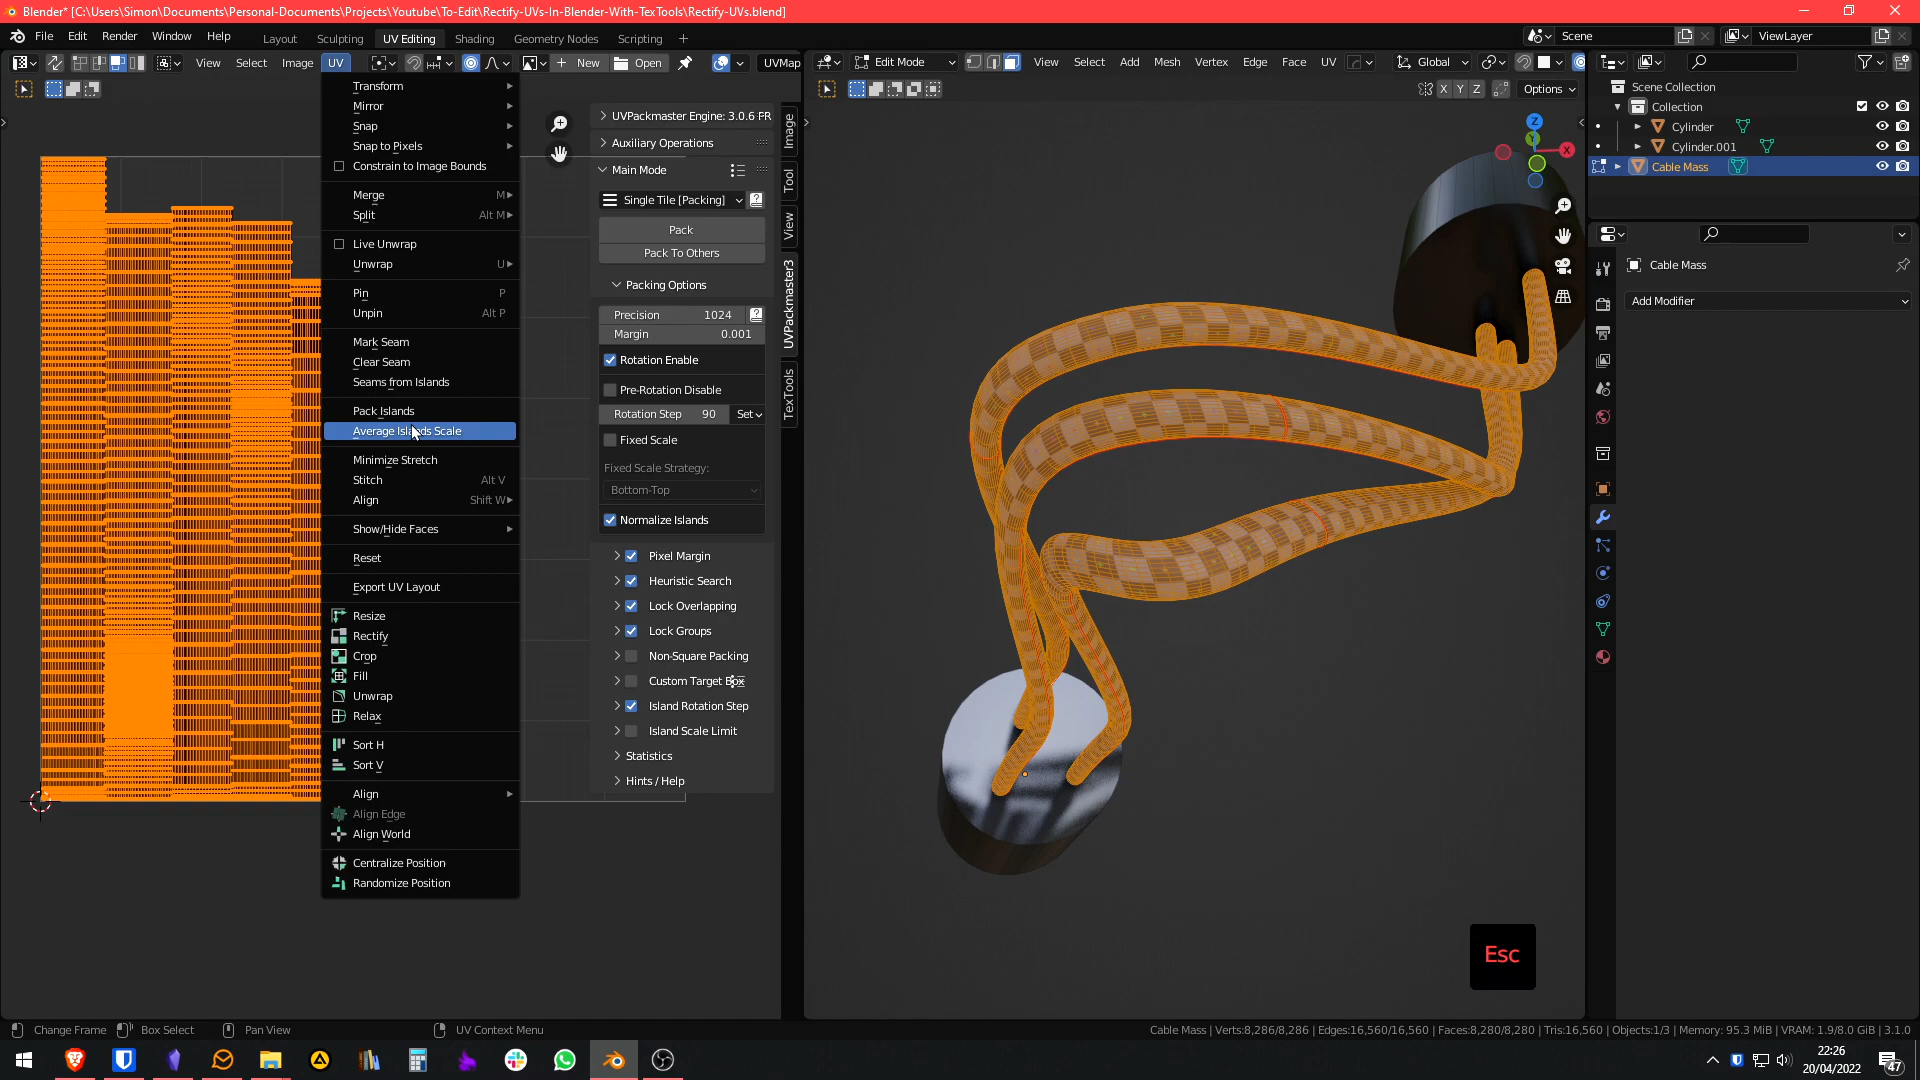 Blender* [C:\Users\Simon\Documents\Personal-Documents\Projects\Youtube\To-Edit\Rectify-UVs-In-Blender-With-TexTools\Rectify-UVs.blend]
File Edit Render Window Help Layout Sculpting UV Editing Shading Geometry Nodes Scripting Scene ViewLayer
View Select Image UV New Open UVMap
Edit Mode View Select Add Mesh Vertex Edge Face UV Global
X Y Z Options
Transform
Mirror
Snap
Snap to Pixels
Constrain to Image Bounds
Merge M
Split Alt M
Live Unwrap
Unwrap U
Pin P
Unpin Alt P
Mark Seam
Clear Seam
Seams from Islands
Pack Islands
Average Islands Scale
Minimize Stretch
Stitch Alt V
Align Shift W
Show/Hide Faces
Reset
Export UV Layout
Resize
Rectify
Crop
Fill
Unwrap
Relax
Sort H
Sort V
Align
Align Edge
Align World
Centralize Position
Randomize Position
UVPackmaster Engine: 3.0.6 FR
Auxiliary Operations
Main Mode
Single Tile [Packing]
Pack
Pack To Others
Packing Options
Precision 1024
Margin 0.001
Rotation Enable
Pre-Rotation Disable
Rotation Step 90 Set
Fixed Scale
Fixed Scale Strategy:
Bottom-Top
Normalize Islands
Pixel Margin
Heuristic Search
Lock Overlapping
Lock Groups
Non-Square Packing
Custom Target Box
Island Rotation Step
Island Scale Limit
Statistics
Hints / Help
Image
Tool
View
UVPackmaster3
TexTools
Z
X
Scene Collection
Collection
Cylinder
Cylinder.001
Cable Mass
Cable Mass
Add Modifier
Esc
Change Frame Box Select Pan View UV Context Menu
Cable Mass | Verts:8,286/8,286 | Edges:16,560/16,560 | Faces:8,280/8,280 | Tris:16,560 | Objects:1/3 | Memory: 95.3 MiB | VRAM: 1.9/8.0 GiB | 3.1.0
22:26
20/04/2022
47